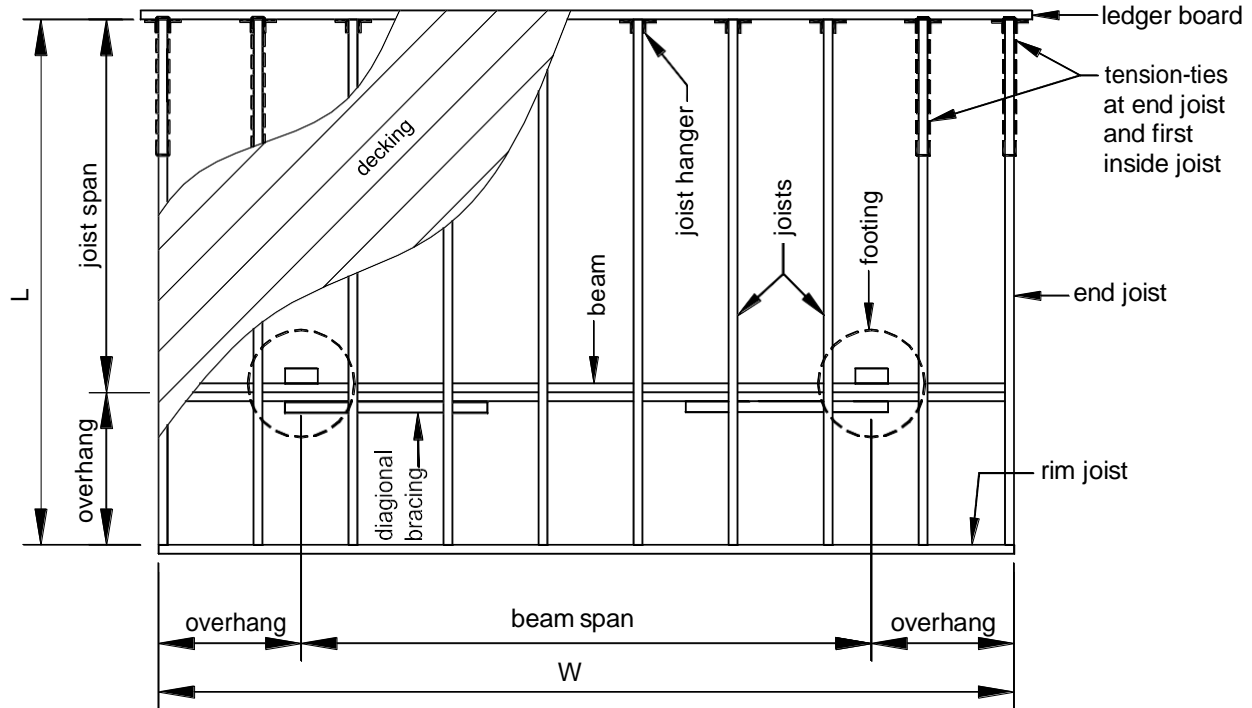 ledger board
tension-ties
at end joist
and first
inside joist
decking
joist hanger
joists
footing
joist span
L
beam
end joist
overhang
diagional
bracing
rim joist
overhang
beam span
overhang
W